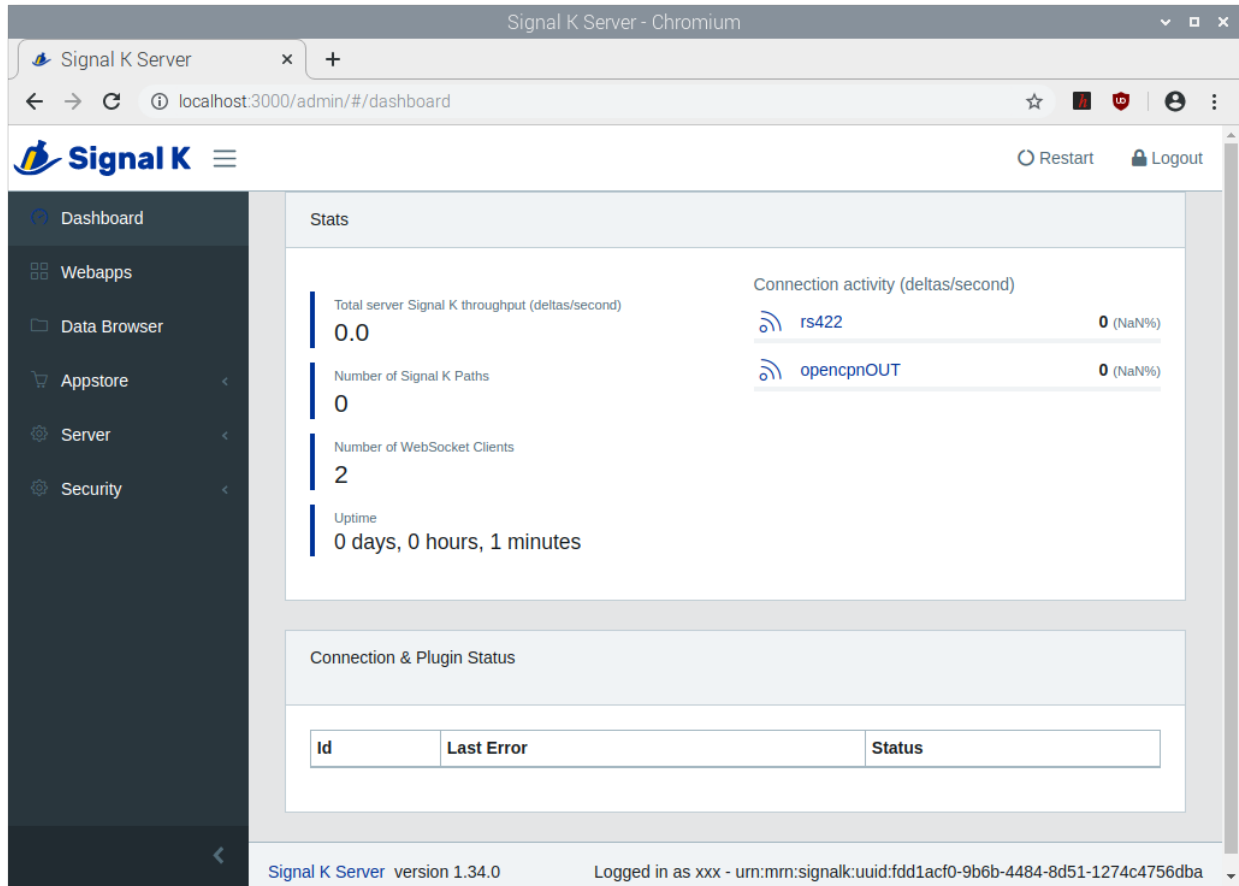 Signal K Server - Chromium
Signal K Server
localhost:3000/admin/#/dashboard
Signal K
Restart
Logout
Dashboard
Webapps
Data Browser
Appstore
Server
Security
Stats
Total server Signal K throughput (deltas/second)
0.0
Number of Signal K Paths
0
Number of WebSocket Clients
2
Uptime
0 days, 0 hours, 1 minutes
Connection activity (deltas/second)
rs422 0 (NaN%)
opencpnOUT 0 (NaN%)
Connection & Plugin Status
Id Last Error Status
Signal K Server version 1.34.0 Logged in as xxx - urn:mrn:signalk:uuid:fdd1acf0-9b6b-4484-8d51-1274c4756dba